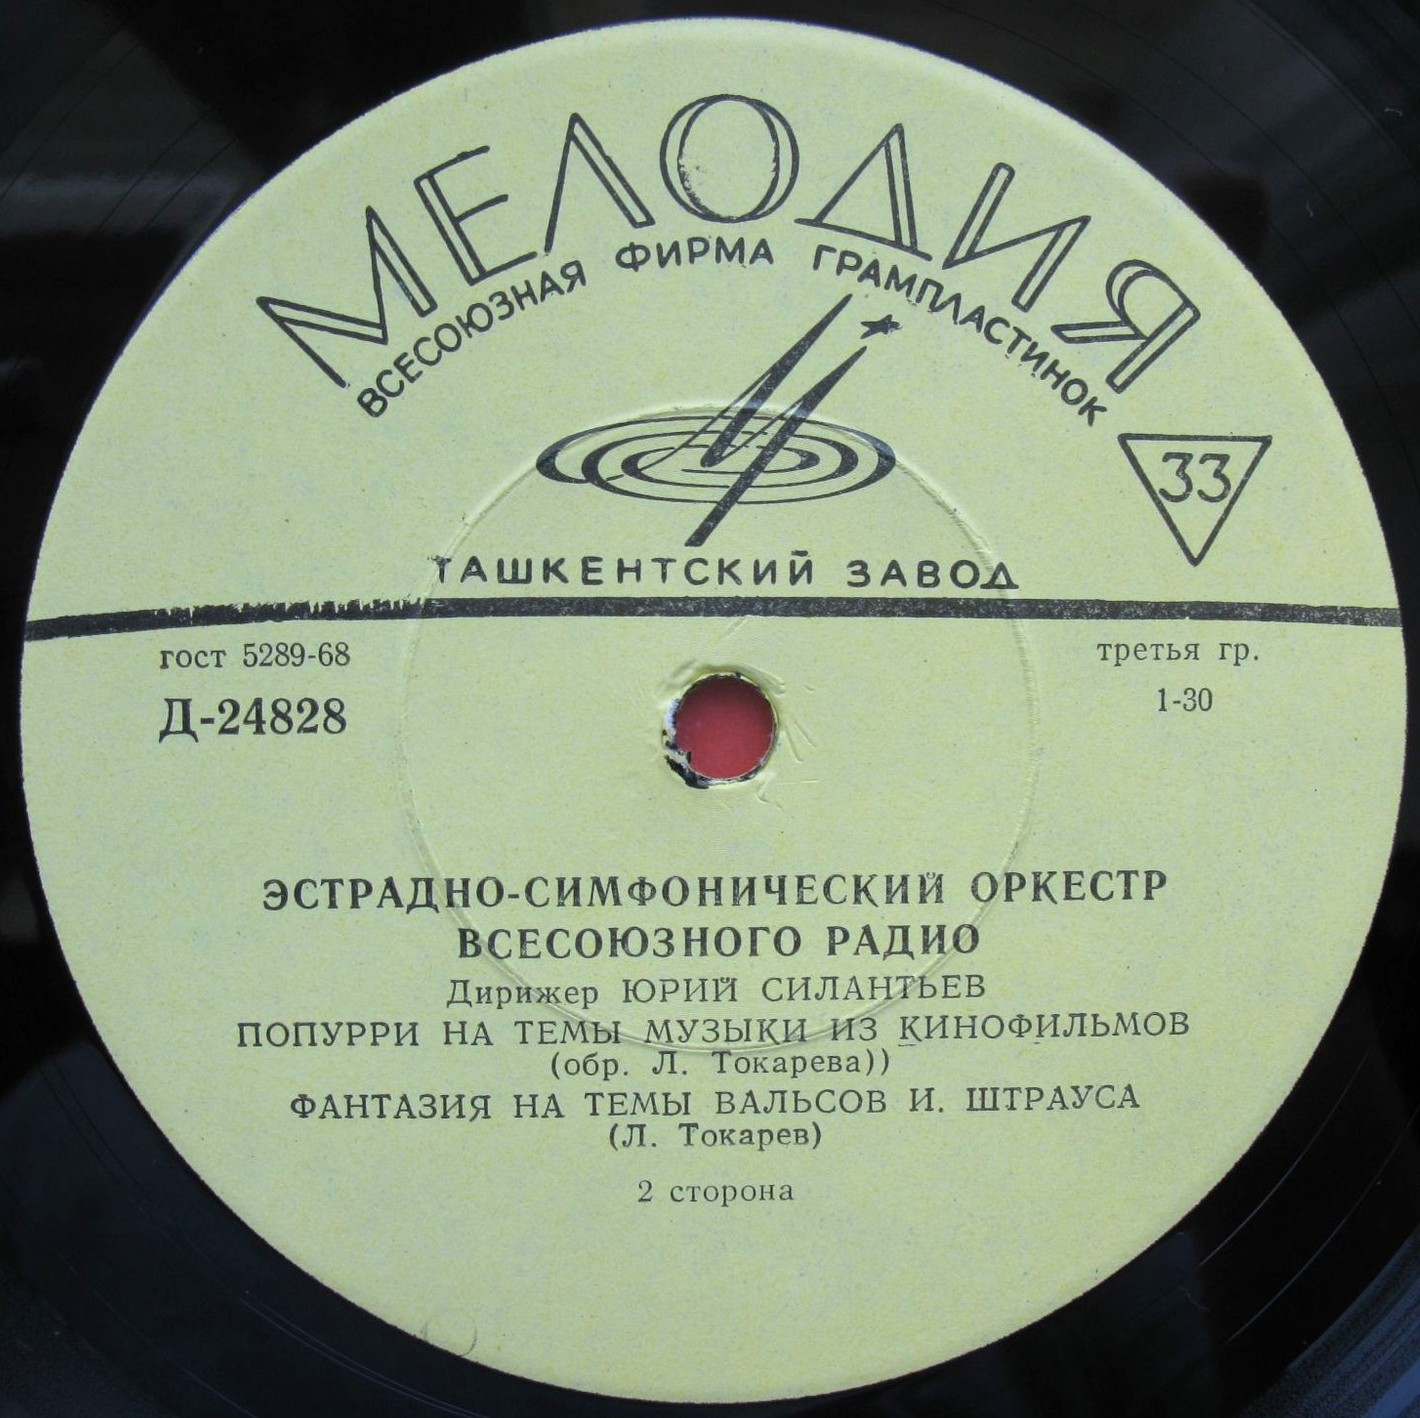 МЕЛОДИЯ
ВСЕСОЮЗНАЯ ФИРМА ГРАМПЛАСТИНОК
33
ТАШКЕНТСКИЙ ЗАВОД
гост 5289-68
третья гр.
Д-24828
1-30
ЭСТРАДНО-СИМФОНИЧЕСКИЙ ОРКЕСТР
ВСЕСОЮЗНОГО РАДИО
Дирижер ЮРИЙ СИЛАНТЬЕВ
ПОПУРРИ НА ТЕМЫ МУЗЫКИ ИЗ КИНОФИЛЬМОВ
(обр. Л. Токарева))
ФАНТАЗИЯ НА ТЕМЫ ВАЛЬСОВ И. ШТРАУСА
(Л. Токарев)
2 сторона